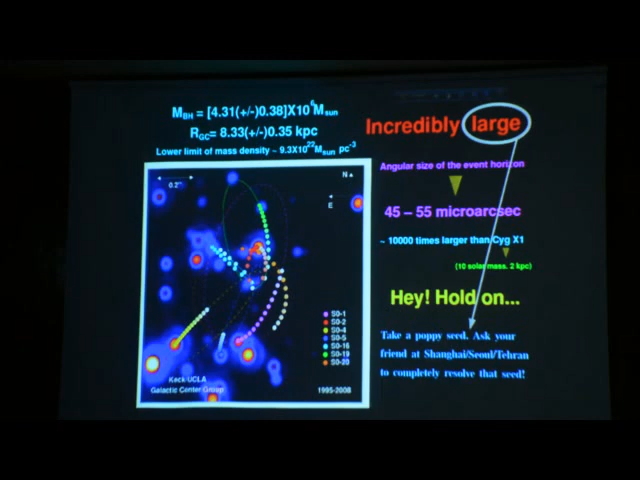 M_BH = [4.31(+/-)0.38]X10^6 M_sun
R_GC= 8.33(+/-)0.35 kpc
Lower limit of mass density ~ 9.3X10^22 M_sun pc^-3
Incredibly large
Angular size of the event horizon
45 – 55 microarcsec
~ 10000 times larger than Cyg X1
(10 solar mass, 2 kpc)
Hey! Hold on...
Take a poppy seed. Ask your
friend at Shanghai/Seoul/Tehran
to completely resolve that seed!
0.2"
N
E
S0-1
S0-2
S0-4
S0-5
S0-16
S0-19
S0-20
Keck/UCLA
Galactic Center Group
1995-2008